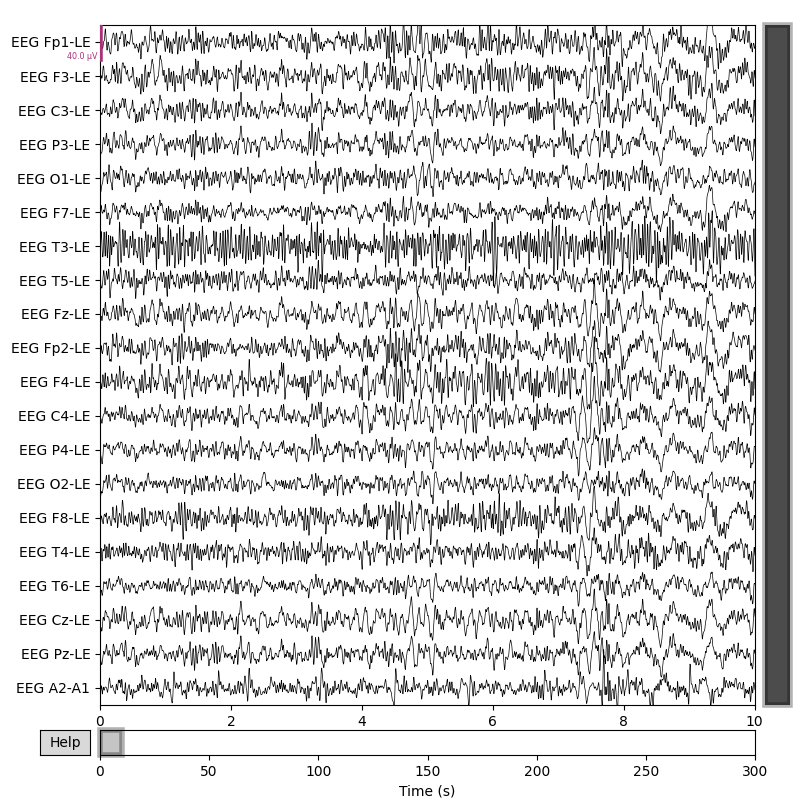 EEG Fp1-LE
40.0 µV
EEG F3-LE
EEG C3-LE
EEG P3-LE
EEG O1-LE
EEG F7-LE
EEG T3-LE
EEG T5-LE
EEG Fz-LE
EEG Fp2-LE
EEG F4-LE
EEG C4-LE
EEG P4-LE
EEG O2-LE
EEG F8-LE
EEG T4-LE
EEG T6-LE
EEG Cz-LE
EEG Pz-LE
EEG A2-A1
0 2 4 6 8 10
Help
0 50 100 150 200 250 300
Time (s)